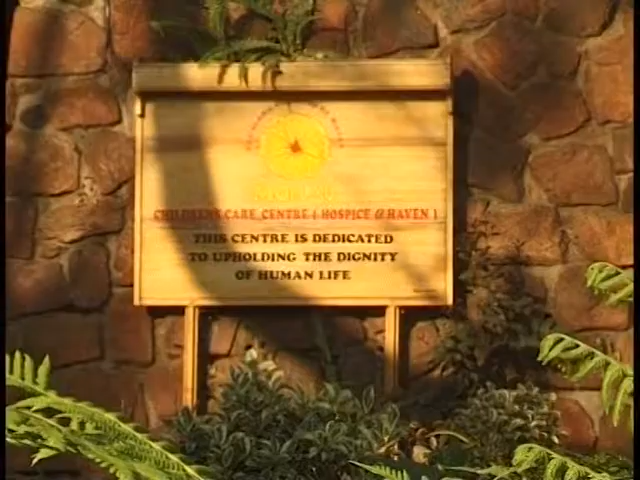 CHILDREN'S CARE CENTRE ( HOSPICE & HAVEN )
THIS CENTRE IS DEDICATED
TO UPHOLDING THE DIGNITY
OF HUMAN LIFE